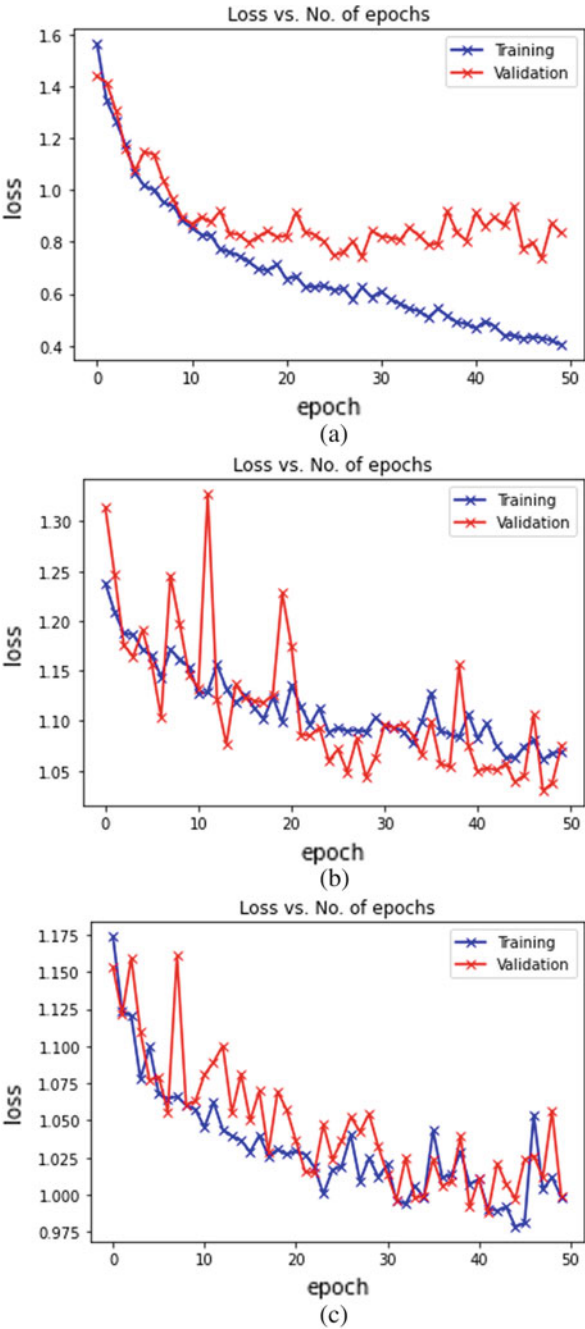 Loss vs. No. of epochs
1.6
1.4
1.2
1.0
0.8
0.6
0.4
loss
Training
Validation
0 10 20 30 40 50
epoch
(a)
Loss vs. No. of epochs
1.30
1.25
1.20
1.15
1.10
1.05
loss
Training
Validation
0 10 20 30 40 50
epoch
(b)
Loss vs. No. of epochs
1.175
1.150
1.125
1.100
1.075
1.050
1.025
1.000
0.975
loss
Training
Validation
0 10 20 30 40 50
epoch
(c)